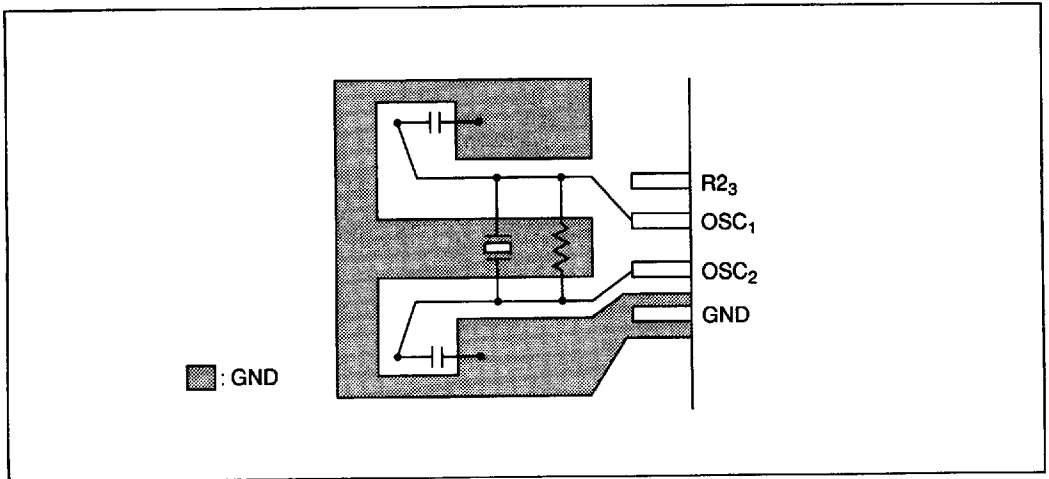 R2₃
OSC₁
OSC₂
GND
: GND